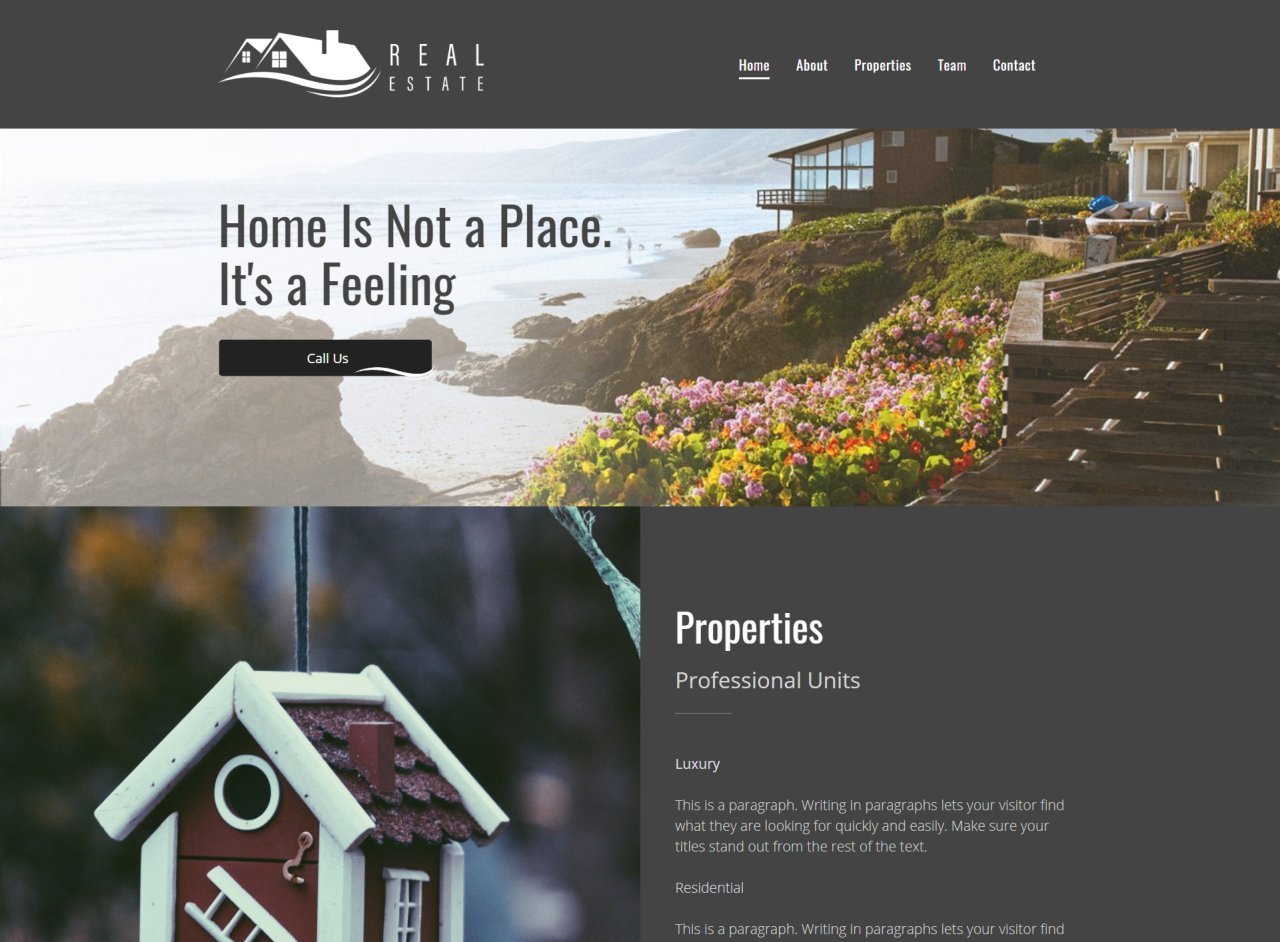 REAL
ESTATE
Home About Properties Team Contact
Home Is Not a Place.
It's a Feeling
Call Us
Properties
Professional Units
Luxury
This is a paragraph. Writing in paragraphs lets your visitor find
what they are looking for quickly and easily. Make sure your
titles stand out from the rest of the text.
Residential
This is a paragraph. Writing in paragraphs lets your visitor find